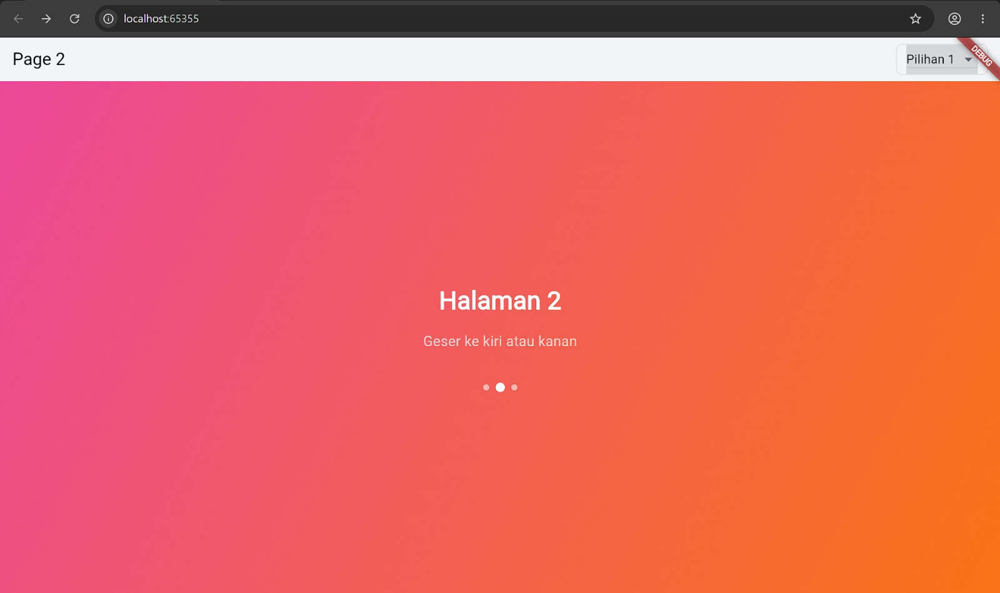 localhost:65355
Page 2
Pilihan 1
DEBUG
Halaman 2
Geser ke kiri atau kanan